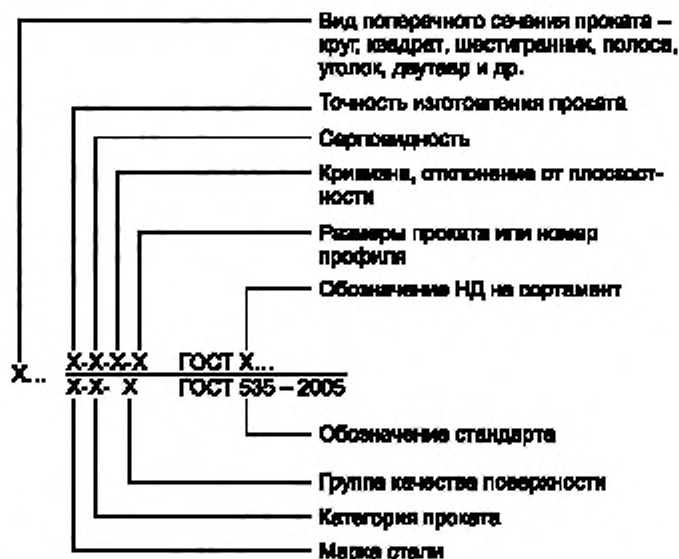 Вид поперечного сечения проката –
круг, квадрат, шестигранник, полоса,
уголок, двутавр и др.
Точность изготовления проката
Серповидность
Кривизна, отклонение от плоскост-
ности
Размеры проката или номер
профиля
Обозначение НД на сортамент
X... X-X-X-X ГОСТ X...
X-X- X ГОСТ 535 – 2005
Обозначение стандарта
Группа качества поверхности
Категория проката
Марка стали